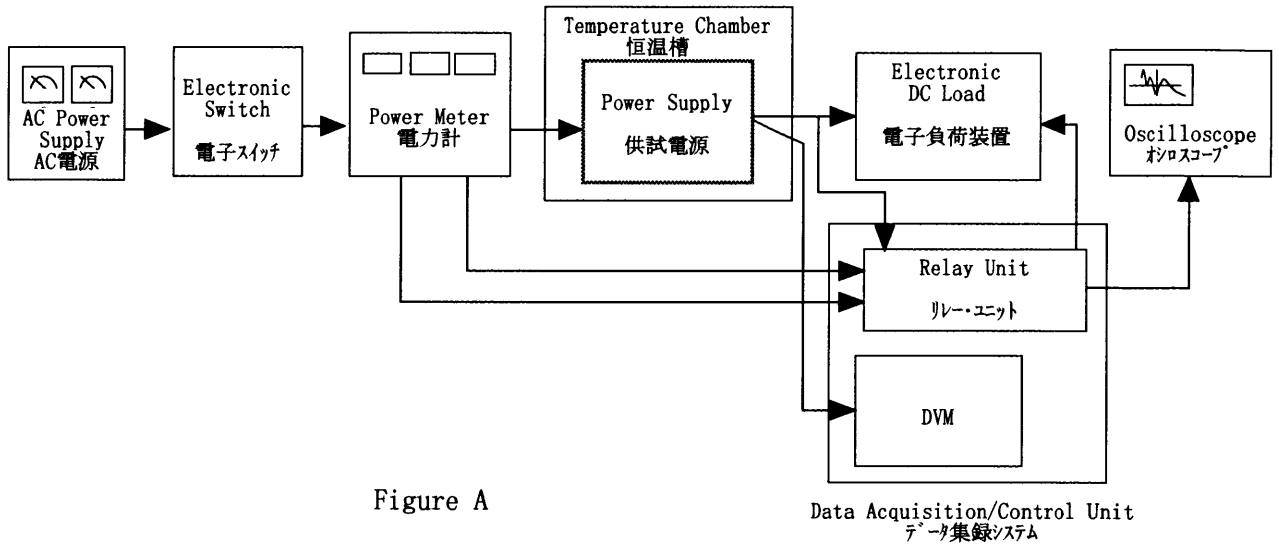 AC Power
Supply
AC電源
Electronic
Switch
電子スイッチ
Power Meter
電力計
Temperature Chamber
恒温槽
Power Supply
供試電源
Electronic
DC Load
電子負荷装置
Oscilloscope
オシロスコープ
Relay Unit
リレー・ユニット
DVM
Data Acquisition/Control Unit
データ集録システム
Figure A